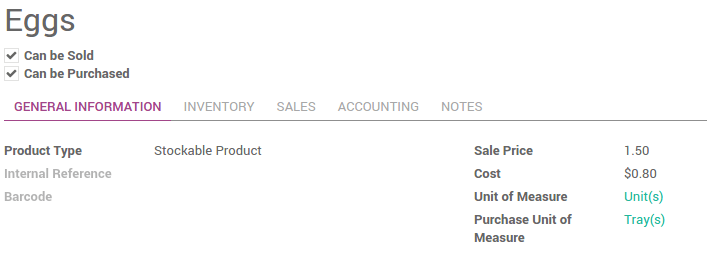 Eggs
Can be Sold
Can be Purchased
GENERAL INFORMATION INVENTORY SALES ACCOUNTING NOTES
Product Type Stockable Product Sale Price 1.50
Internal Reference Cost $0.80
Barcode Unit of Measure Unit(s)
Purchase Unit of Tray(s)
Measure